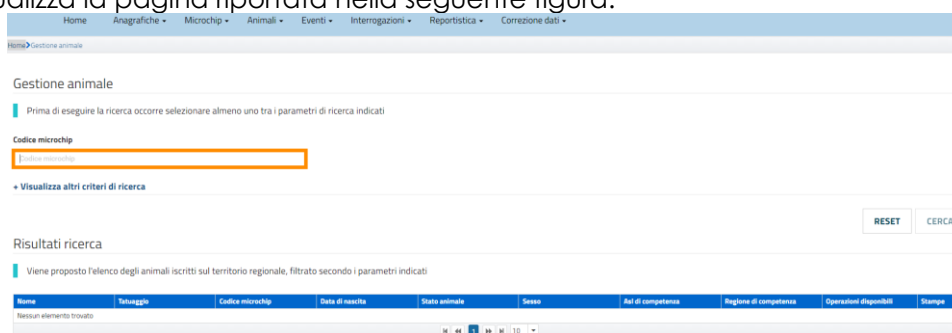 ualizza la pagina riportata nella seguente figura.
Home Anagrafiche Microchip Animali Eventi Interrogazioni Reportistica Correzione dati
Home Gestione animale
Gestione animale
Prima di eseguire la ricerca occorre selezionare almeno uno tra i parametri di ricerca indicati
Codice microchip
Codice microchip
+ Visualizza altri criteri di ricerca
RESET CERCA
Risultati ricerca
Viene proposto l'elenco degli animali iscritti sul territorio regionale, filtrato secondo i parametri indicati
Nome Tatuaggio Codice microchip Data di nascita Stato animale Sesso Asl di competenza Regione di competenza Operazioni disponibili Stampe
Nessun elemento trovato
1 10